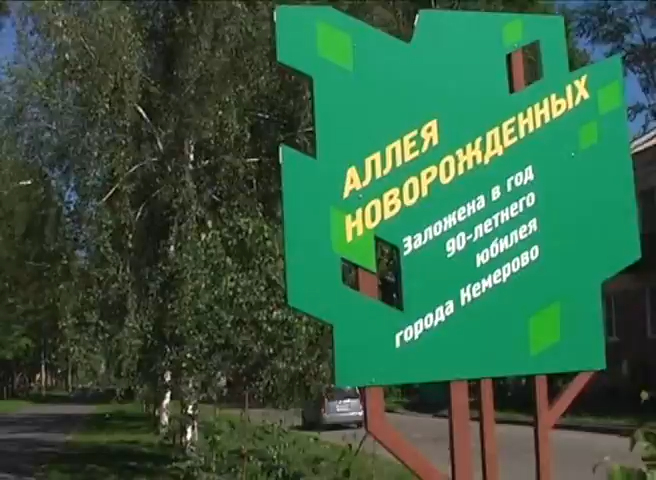 АЛЛЕЯ
НОВОРОЖДЕННЫХ
Заложена в год
90-летнего
юбилея
города Кемерово